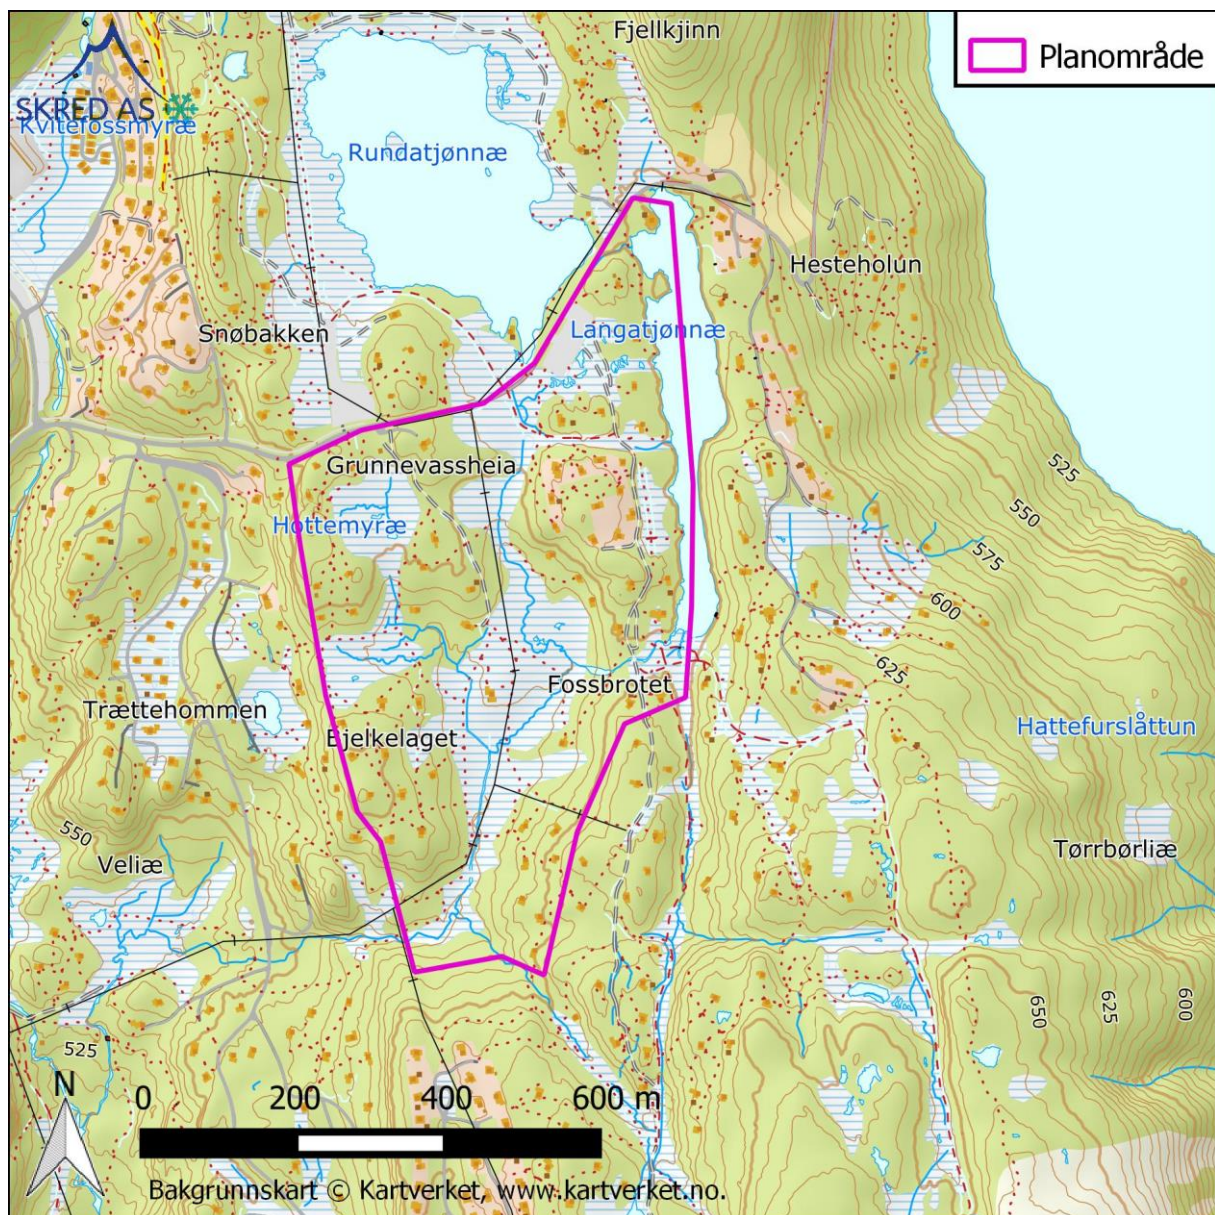 Fjellkjinn
Planområde
SKRED AS
Kvitefossmyræ
Rundatjønnæ
Hesteholun
Snøbakken
Langatjønnæ
Grunnevassheia
525
550
Hottemyræ
575
600
625
Fossbrotet
Trættehommen
Bjelkelaget
Hattefurslåttun
550
Veliæ
Tørrbørliæ
650
625
600
525
N
0 200 400 600 m
Bakgrunnskart © Kartverket, www.kartverket.no.